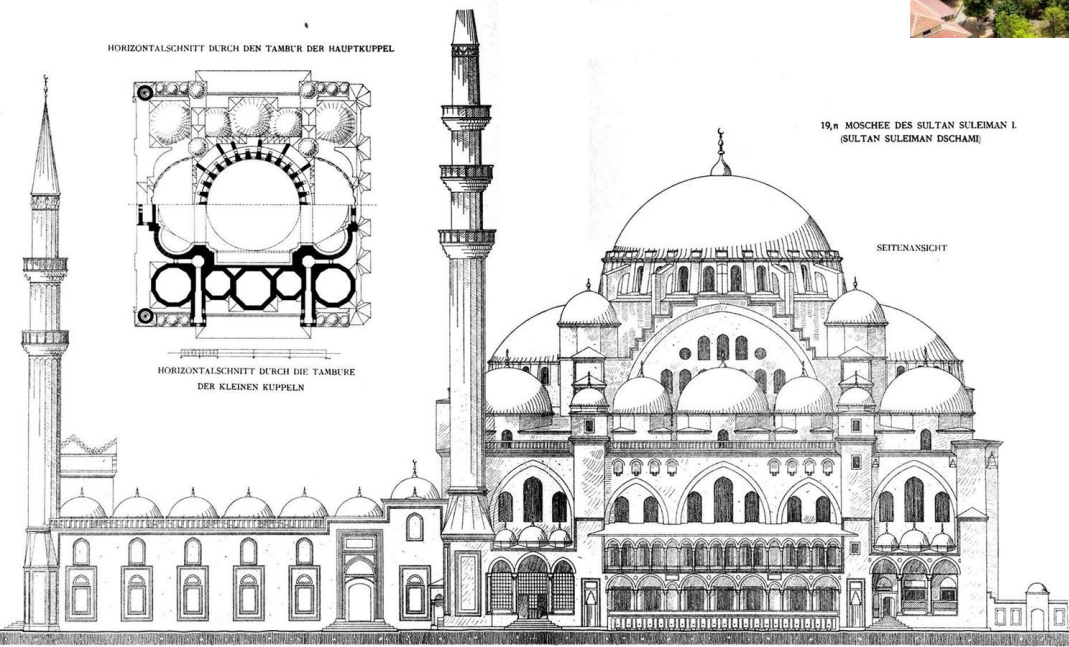 HORIZONTALSCHNITT DURCH DEN TAMBUR DER HAUPTKUPPEL
19,n MOSCHEE DES SULTAN SULEIMAN I.
(SULTAN SULEIMAN DSCHAMI)
SEITENANSICHT
HORIZONTALSCHNITT DURCH DIE TAMBURE
DER KLEINEN KUPPELN